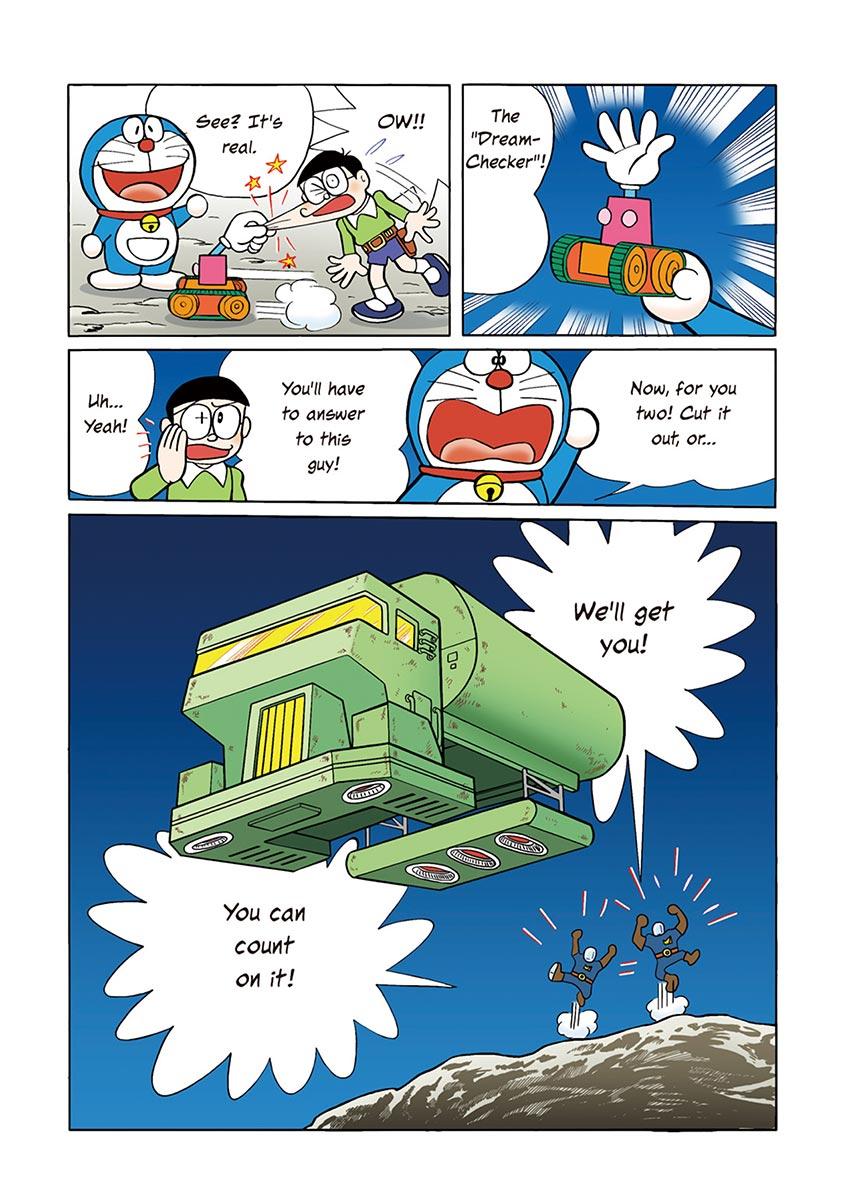 The
"Dream-
Checker"!
OW!!
See? It's
real.
Now, for you
two! Cut it
out, or...
You'll have
to answer
to this
guy!
Uh...
Yeah!
We'll get
you!
You can
count
on it!